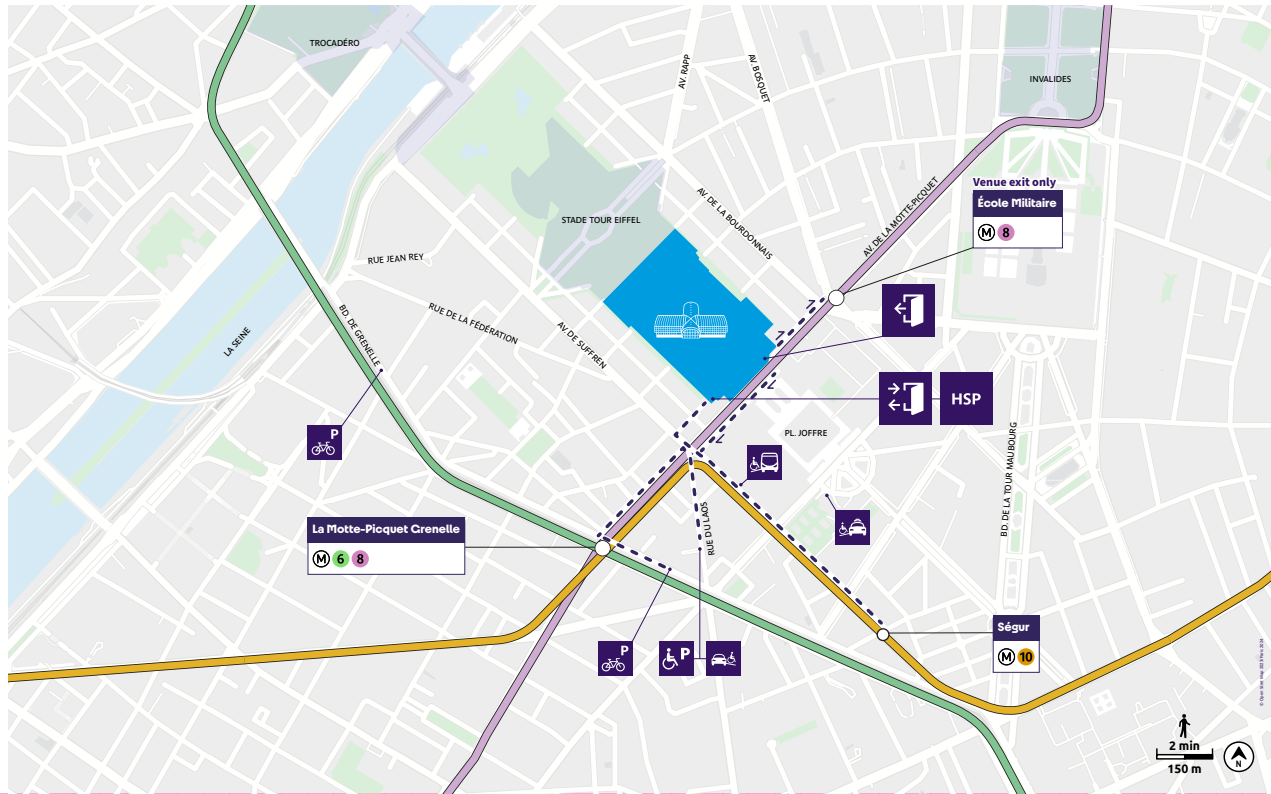 TROCADÉRO
AV. RAPP
AV. BOSQUET
INVALIDES
Venue exit only
École Militaire
M 8
AV. DE LA MOTTE-PICQUET
AV. DE LA BOURDONNAIS
STADE TOUR EIFFEL
RUE JEAN REY
RUE DE LA FÉDÉRATION
AV. DE SUFFREN
BD. DE GRENELLE
LA SEINE
HSP
PL. JOFFRE
P
BD. DE LA TOUR MAUBOURG
RUE DU LAOS
La Motte-Picquet Grenelle
M 6 8
P
P
Ségur
M 10
2 min
150 m
N